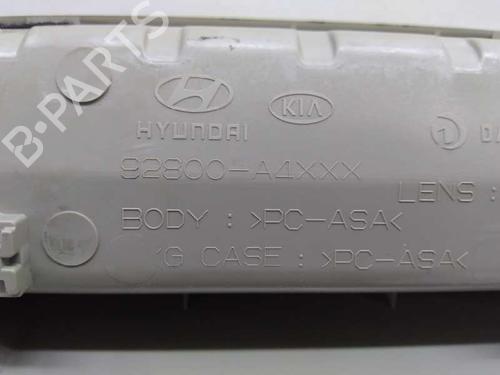 HYUNDAI
KIA
92800-A4XXX
LENS :
BODY : >PC-ASA<
'G CASE : >PC-ASA<
B-PARTS